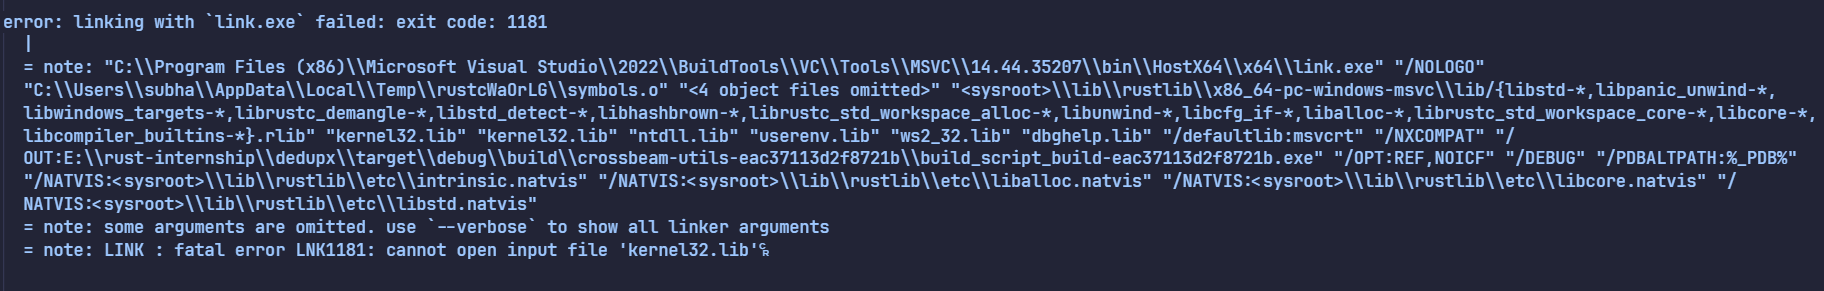 error: linking with `link.exe` failed: exit code: 1181
|
= note: "C:\\Program Files (x86)\\Microsoft Visual Studio\\2022\\BuildTools\\VC\\Tools\\MSVC\\14.44.35207\\bin\\HostX64\\x64\\link.exe" "/NOLOGO"
"C:\\Users\\subha\\AppData\\Local\\Temp\\rustcWaOrLG\\symbols.o" "<4 object files omitted>" "<sysroot>\\lib\\rustlib\\x86_64-pc-windows-msvc\\lib/{libstd-*,libpanic_unwind-*,
libwindows_targets-*,librustc_demangle-*,libstd_detect-*,libhashbrown-*,librustc_std_workspace_alloc-*,libunwind-*,libcfg_if-*,liballoc-*,librustc_std_workspace_core-*,libcore-*,
libcompiler_builtins-*}.rlib" "kernel32.lib" "kernel32.lib" "ntdll.lib" "userenv.lib" "ws2_32.lib" "dbghelp.lib" "/defaultlib:msvcrt" "/NXCOMPAT" "/
OUT:E:\\rust-internship\\dedupx\\target\\debug\\build\\crossbeam-utils-eac37113d2f8721b\\build_script_build-eac37113d2f8721b.exe" "/OPT:REF,NOICF" "/DEBUG" "/PDBALTPATH:%_PDB%"
"/NATVIS:<sysroot>\\lib\\rustlib\\etc\\intrinsic.natvis" "/NATVIS:<sysroot>\\lib\\rustlib\\etc\\liballoc.natvis" "/NATVIS:<sysroot>\\lib\\rustlib\\etc\\libcore.natvis" "/
NATVIS:<sysroot>\\lib\\rustlib\\etc\\libstd.natvis"
= note: some arguments are omitted. use `--verbose` to show all linker arguments
= note: LINK : fatal error LNK1181: cannot open input file 'kernel32.lib'␍